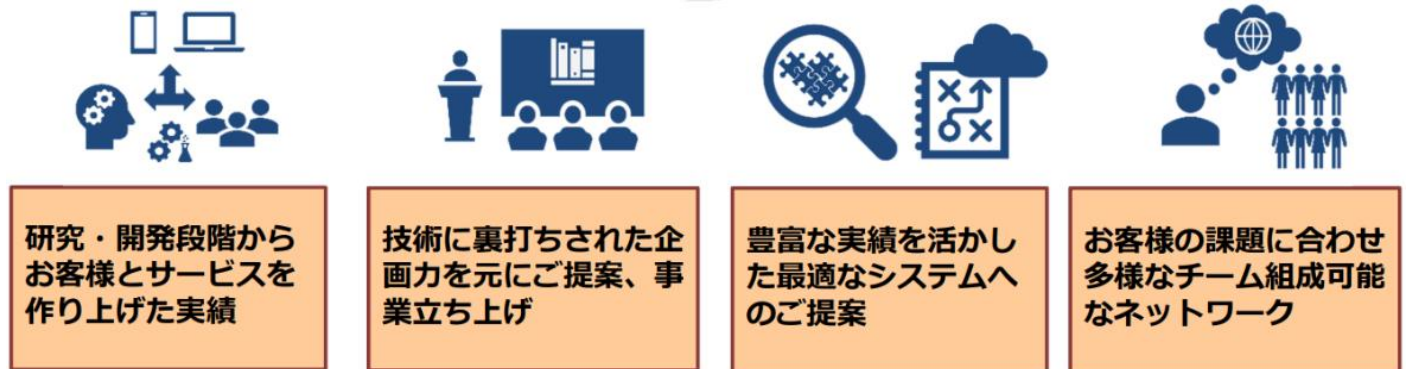 研究・開発段階から
お客様とサービスを
作り上げた実績
技術に裏打ちされた企
画力を元にご提案、事
業立ち上げ
豊富な実績を活かし
た最適なシステムへ
のご提案
お客様の課題に合わせ
多様なチーム組成可能
なネットワーク